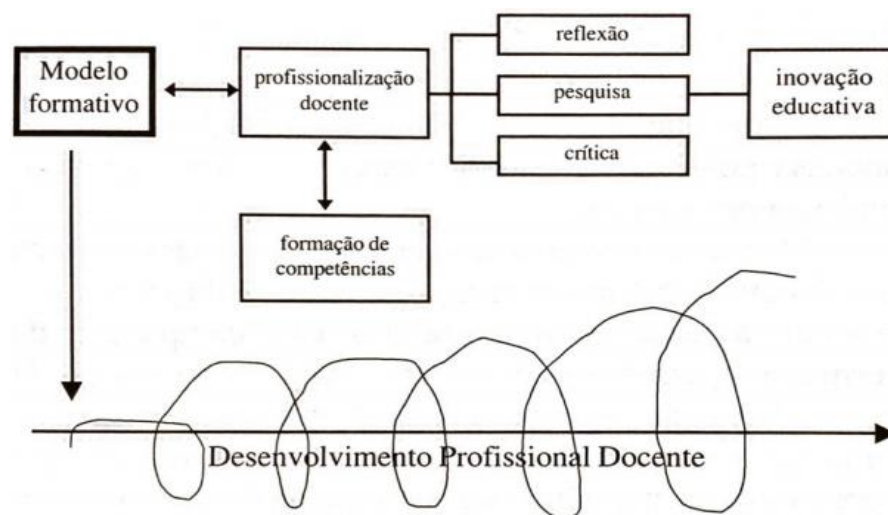 Modelo
formativo
profissionalização
docente
reflexão
pesquisa
crítica
inovação
educativa
formação de
competências
Desenvolvimento Profissional Docente